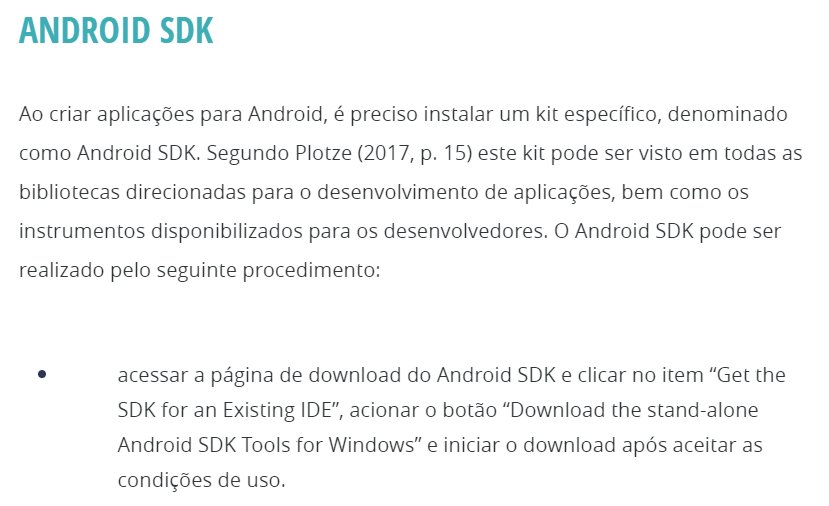 ANDROID SDK
Ao criar aplicações para Android, é preciso instalar um kit específico, denominado
como Android SDK. Segundo Plotze (2017, p. 15) este kit pode ser visto em todas as
bibliotecas direcionadas para o desenvolvimento de aplicações, bem como os
instrumentos disponibilizados para os desenvolvedores. O Android SDK pode ser
realizado pelo seguinte procedimento:
• acessar a página de download do Android SDK e clicar no item “Get the
SDK for an Existing IDE”, acionar o botão “Download the stand-alone
Android SDK Tools for Windows” e iniciar o download após aceitar as
condições de uso.